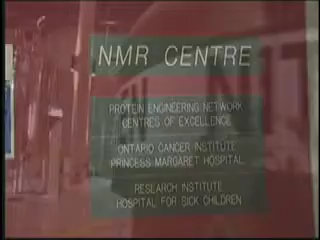 NMR CENTRE
PROTEIN ENGINEERING NETWORK
CENTRES OF EXCELLENCE
ONTARIO CANCER INSTITUTE
PRINCESS MARGARET HOSPITAL
RESEARCH INSTITUTE
HOSPITAL FOR SICK CHILDREN